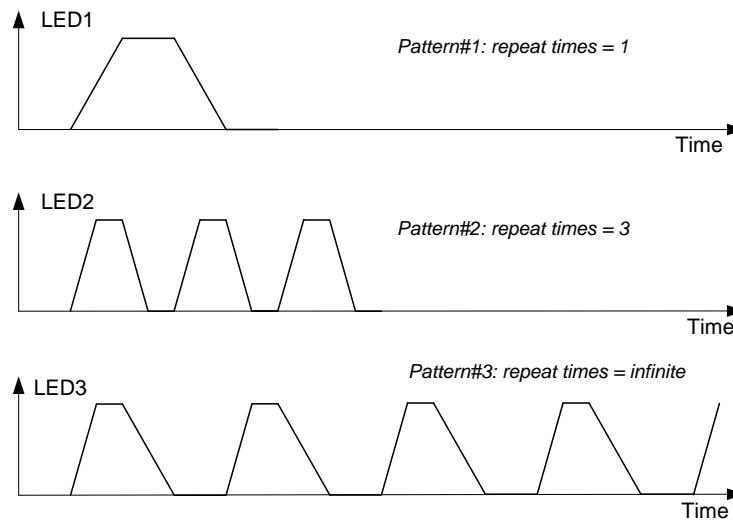 LED1
Pattern#1: repeat times = 1
Time
LED2
Pattern#2: repeat times = 3
Time
Pattern#3: repeat times = infinite
LED3
Time